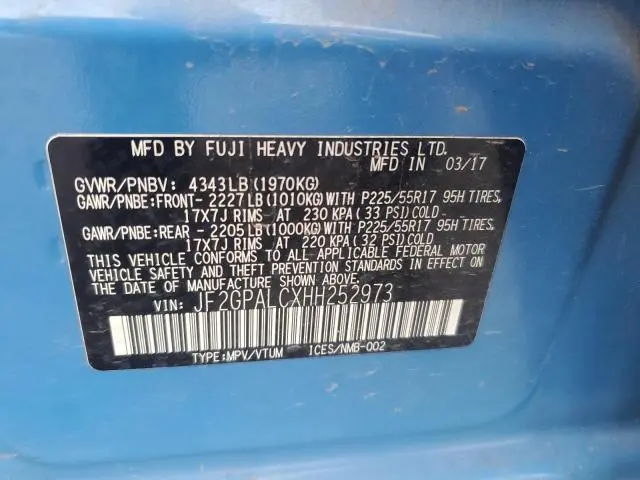 MFD BY FUJI HEAVY INDUSTRIES LTD.
MFD IN 03/17
GVWR/PNBV: 4343LB(1970KG)
GAWR/PNBE:FRONT- 2227LB(1010KG)WITH P225/55R17 95H TIRES,
17X7J RIMS AT 230 KPA(33 PSI)COLD
GAWR/PNBE:REAR - 2205LB(1000KG)WITH P225/55R17 95H TIRES,
17X7J RIMS AT 220 KPA(32 PSI)COLD
THIS VEHICLE CONFORMS TO ALL APPLICABLE FEDERAL MOTOR
VEHICLE SAFETY AND THEFT PREVENTION STANDARDS IN EFFECT ON
THE DATE OF MANUFACTURE SHOWN ABOVE.
VIN: JF2GPALCXHH252973
TYPE:MPV/VTUM ICES/NMB-002